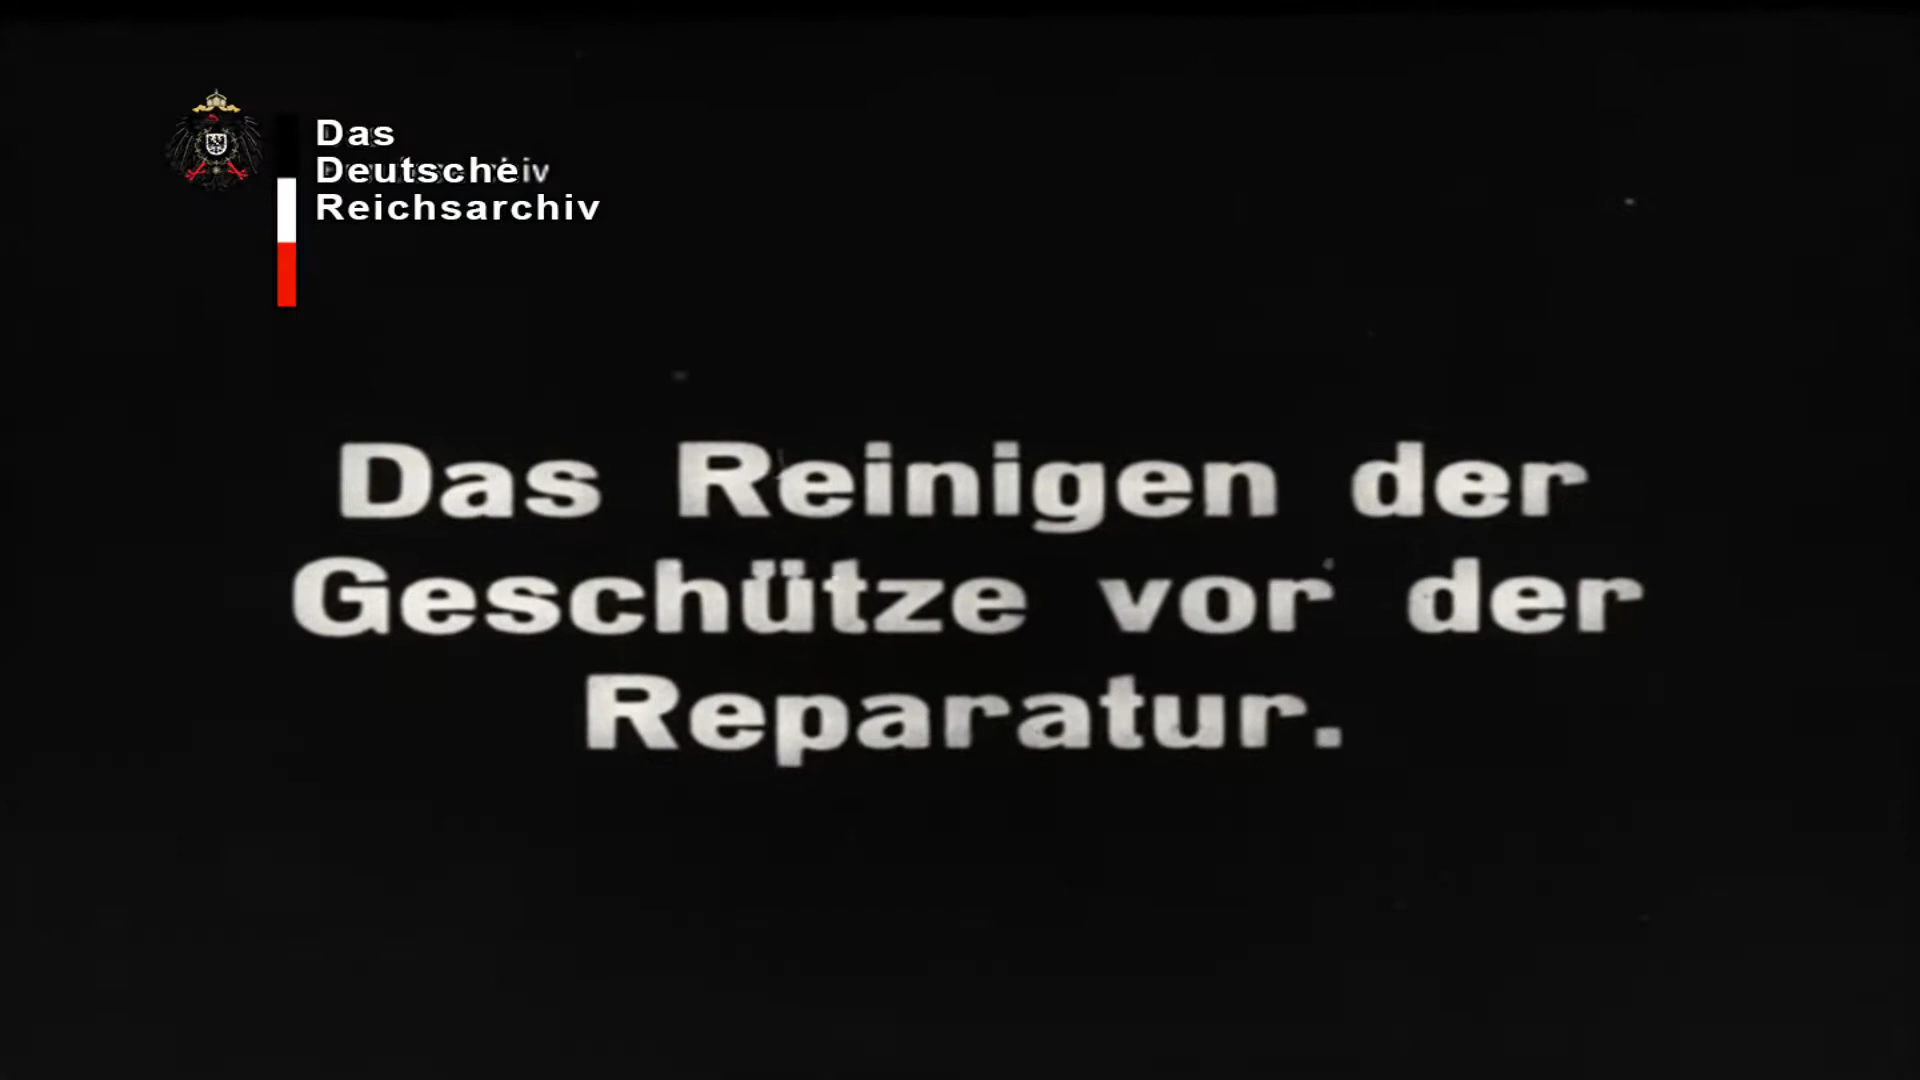 Das
Deutsche
Reichsarchiv
Das Reinigen der
Geschütze vor der
Reparatur.